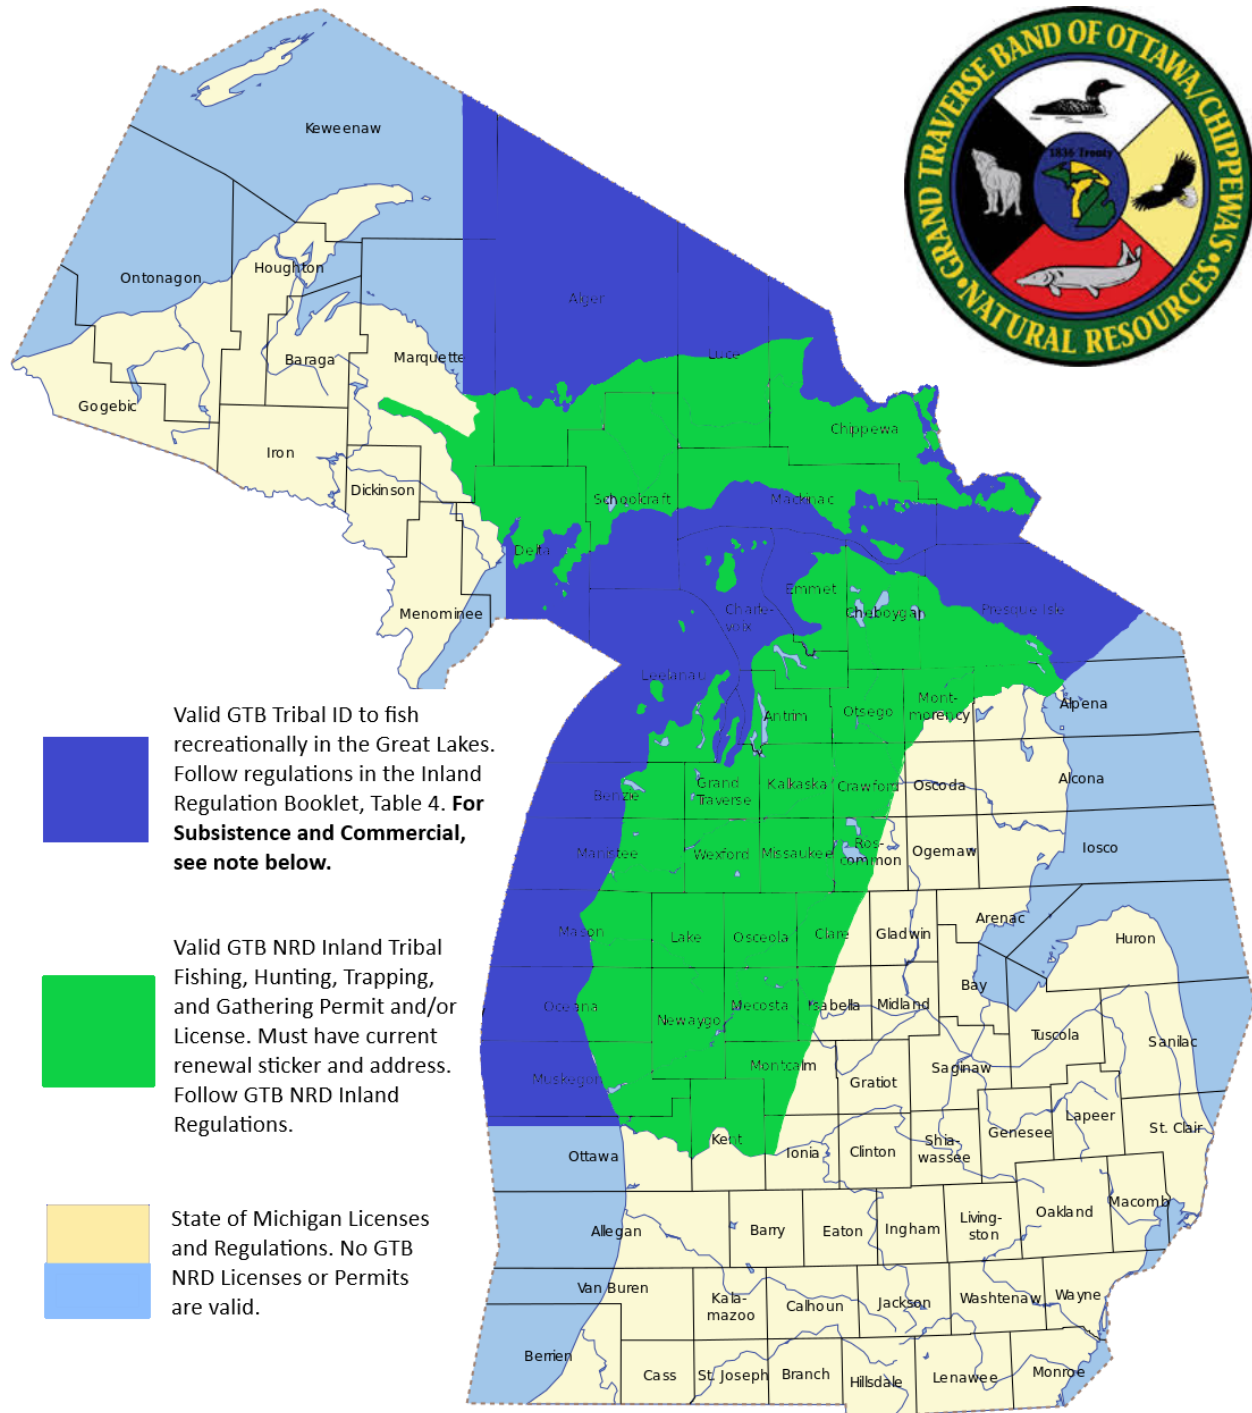 GRAND TRAVERSE BAND OF OTTAWA/CHIPPEWA'S
NATURAL RESOURCES
1836 Treaty
Keweenaw
Ontonagon
Houghton
Alger
Baraga
Marquette
Luce
Gogebic
Chippewa
Iron
Dickinson
Schoolcraft
Mackinac
Delta
Menominee
Emmet
Cheboygan
Presque Isle
Charle-
voix
Leelanau
Antrim
Otsego
Mont-
morency
Alpena
Valid GTB Tribal ID to fish
recreationally in the Great Lakes.
Follow regulations in the Inland
Regulation Booklet, Table 4. For
Subsistence and Commercial,
see note below.
Benzie
Grand
Traverse
Kalkaska
Crawford
Oscoda
Alcona
Manistee
Wexford
Missaukee
Ros-
common
Ogemaw
Iosco
Mason
Lake
Osceola
Clare
Gladwin
Arenac
Huron
Valid GTB NRD Inland Tribal
Fishing, Hunting, Trapping,
and Gathering Permit and/or
License. Must have current
renewal sticker and address.
Follow GTB NRD Inland
Regulations.
Oceana
Newaygo
Mecosta
Isabella
Midland
Bay
Tuscola
Sanilac
Muskegon
Montcalm
Gratiot
Saginaw
Lapeer
Genesee
St. Clair
Ottawa
Kent
Ionia
Clinton
Shia-
wassee
State of Michigan Licenses
and Regulations. No GTB
NRD Licenses or Permits
are valid.
Allegan
Barry
Eaton
Ingham
Living-
ston
Oakland
Macomb
Van Buren
Kala-
mazoo
Calhoun
Jackson
Washtenaw
Wayne
Berrien
Cass
St. Joseph
Branch
Hillsdale
Lenawee
Monroe